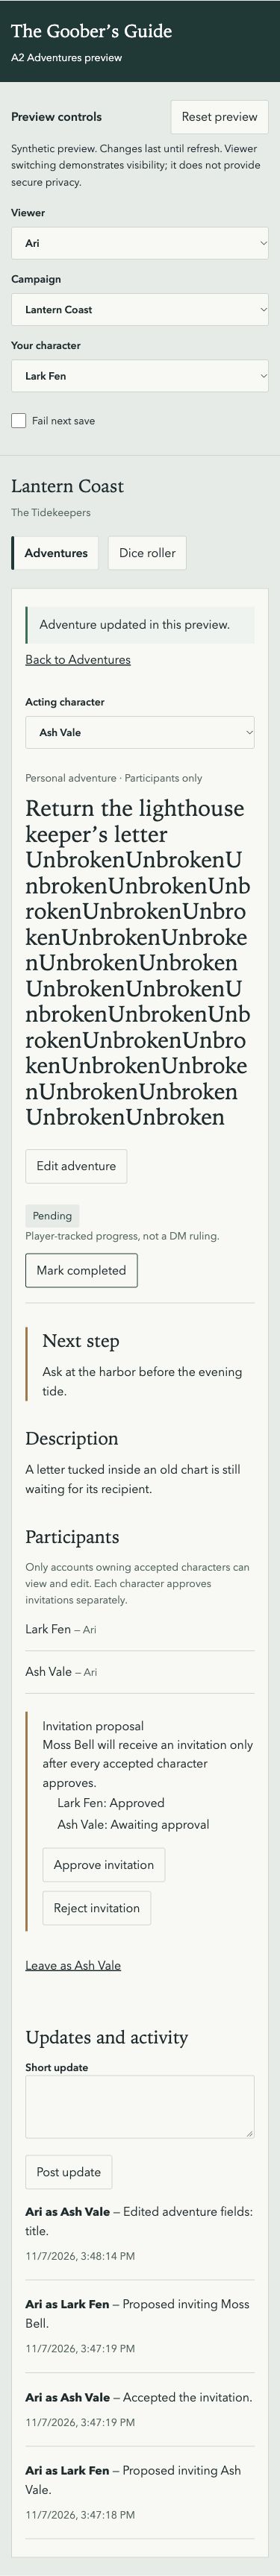 The Goober's Guide
A2 Adventures preview
Preview controls
Reset preview
Synthetic preview. Changes last until refresh. Viewer
switching demonstrates visibility; it does not provide
secure privacy.
Viewer
Ari
Campaign
Lantern Coast
Your character
Lark Fen
Fail next save
Lantern Coast
The Tidekeepers
Adventures
Dice roller
Adventure updated in this preview.
Back to Adventures
Acting character
Ash Vale
Personal adventure · Participants only
Return the lighthouse
keeper's letter
UnbrokenUnbrokenU
nbrokenUnbrokenUnb
rokenUnbrokenUnbro
kenUnbrokenUnbroke
nUnbrokenUnbroken
UnbrokenUnbrokenU
nbrokenUnbrokenUnb
rokenUnbrokenUnbro
kenUnbrokenUnbroke
nUnbrokenUnbroken
UnbrokenUnbroken
Edit adventure
Pending
Player-tracked progress, not a DM ruling.
Mark completed
Next step
Ask at the harbor before the evening
tide.
Description
A letter tucked inside an old chart is still
waiting for its recipient.
Participants
Only accounts owning accepted characters can
view and edit. Each character approves
invitations separately.
Lark Fen – Ari
Ash Vale – Ari
Invitation proposal
Moss Bell will receive an invitation only
after every accepted character
approves.
Lark Fen: Approved
Ash Vale: Awaiting approval
Approve invitation
Reject invitation
Leave as Ash Vale
Updates and activity
Short update
Post update
Ari as Ash Vale – Edited adventure fields:
title.
11/7/2026, 3:48:14 PM
Ari as Lark Fen – Proposed inviting Moss
Bell.
11/7/2026, 3:47:19 PM
Ari as Ash Vale – Accepted the invitation.
11/7/2026, 3:47:19 PM
Ari as Lark Fen – Proposed inviting Ash
Vale.
11/7/2026, 3:47:18 PM